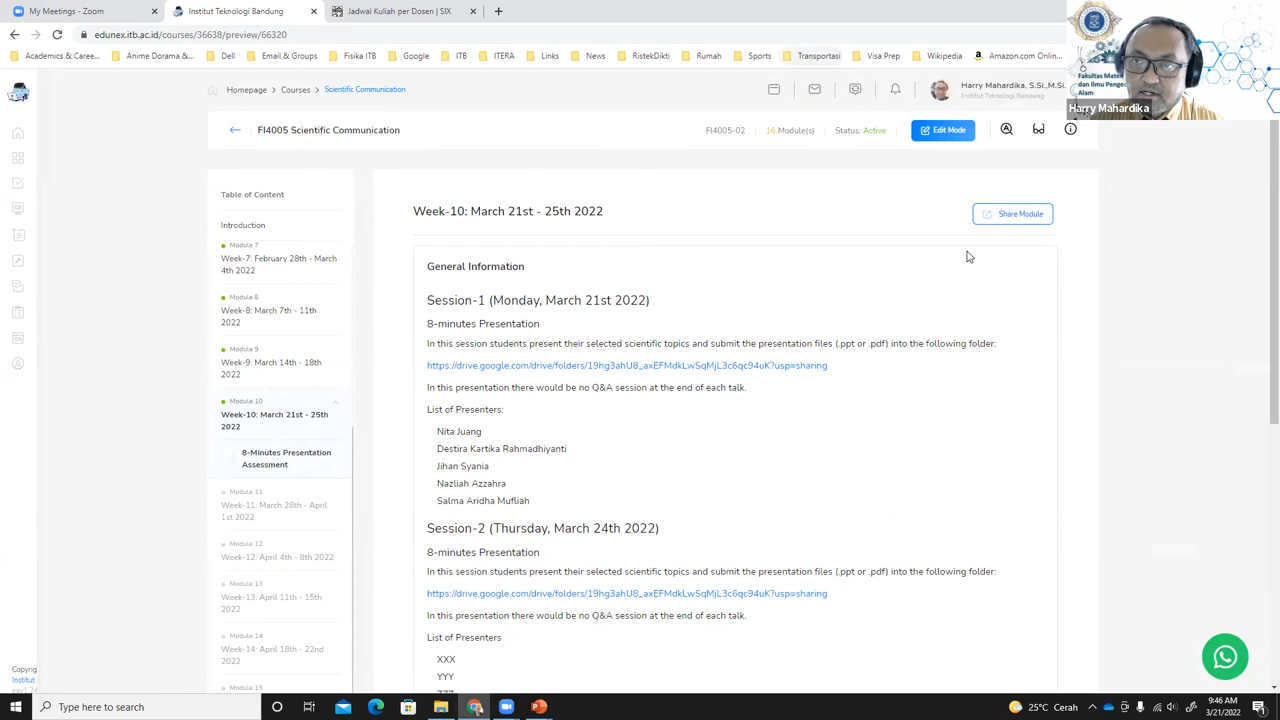 My Meetings - Zoom
Institut Teknologi Bandung
Jadwal Kuliah per Dosen | SIX
edunex.itb.ac.id/courses/36638/preview/66320
Academics & Caree...
Anime Dorama &...
Dell
Email & Groups
Fisika ITB
Google
ITB
ITERA
Links
News
RistekDikti
Rumah
Sports
Transportasi
Visa Prep
Wikipedia
Amazon.com Onlin...
Fakultas Matem
dan Ilmu Penge
Alam
Harry Mahardika
Homepage > Courses > Scientific Communication
Harry Mahardika, S.Si.,M.Si.
Institut Teknologi Bandung
FI4005 Scientific Communication
FI4005-02
16 Module(s)
Status: Active
Edit Mode
Table of Content
Introduction
Module 7
Week-7: February 28th - March
4th 2022
Module 8
Week-8: March 7th - 11th
2022
Module 9
Week-9: March 14th - 18th
2022
Module 10
Week-10: March 21st - 25th
2022
8-Minutes Presentation
Assessment
Module 11
Week-11: March 28th - April
1st 2022
Module 12
Week-12: April 4th - 8th 2022
Module 13
Week-13: April 11th - 15th
2022
Module 14
Week-14: April 18th - 22nd
2022
Module 15
Week-10: March 21st - 25th 2022
Share Module
General Information
Session-1 (Monday, March 21st 2022)
8-minutes Presentation
In this session students present their selected scientific topics and submit the presentation files (.ppt or .pdf) into the following folder:
https://drive.google.com/drive/folders/19hg3ahU8_axEFMdkLwSqMjL3c6qc94uK?usp=sharing
In this presentation there would be no Q&A session at the end of each talk.
List of Presenters:
Nita Juang
Destira Kartika Rahmadhiyanti
Jihan Syania
Nazliah Azzahra
Salma Aridha Mufliah
Session-2 (Thursday, March 24th 2022)
8-minutes Presentation
In this session students present their selected scientific topics and submit the presentation files (.ppt or .pdf) into the following folder:
https://drive.google.com/drive/folders/19hg3ahU8_axEFMdkLwSqMjL3c6qc94uK?usp=sharing
In this presentation there would be no Q&A session at the end of each talk.
List of Presenters
XXX
YYY
ZZZ
Copyrig
Institut
Type here to search
25°C Cerah
9:46 AM
3/21/2022